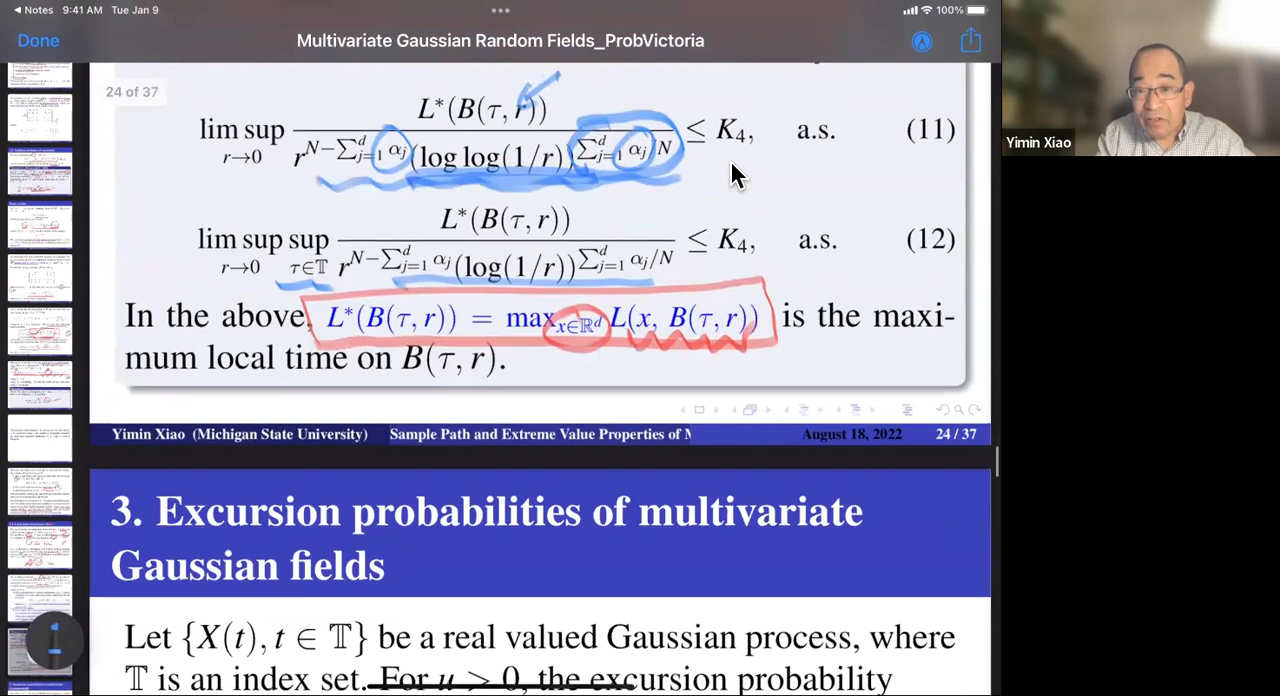 Notes 9:41 AM Tue Jan 9 100%
Done Multivariate Gaussian Random Fields_ProbVictoria
24 of 37
lim sup_{r→0} L*(B(τ, r)) / r^{N−∑_{j=1}^d α_j} (log log(1/r))^{∑_{j=1}^d α_j/N} ≤ K_4, a.s. (11)
lim sup_{r→0} sup_{τ∈𝕋} L*(B(τ, r)) / r^{N−∑_{j=1}^d α_j} (log(1/r))^{∑_{j=1}^d α_j/N} ≤ K_4, a.s. (12)
In the above, L*(B(τ, r)) = max_{x∈ℝ^d} L(x, B(τ, r)) is the maxi-
mum local time on B(τ, r).
Yimin Xiao (Michigan State University) Sample Path and Extreme Value Properties of M August 18, 2022 24 / 37
3. Excursion probabilities of multivariate
Gaussian fields
Let {X(t), t ∈ 𝕋} be a real valued Gaussian process, where
𝕋 is an index set. For 0, the excursion probability
Yimin Xiao